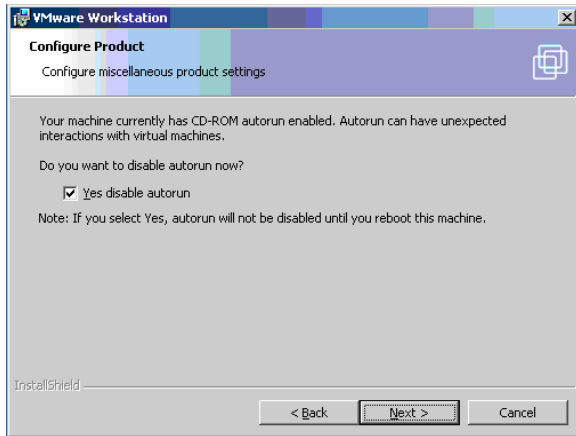 VMware Workstation
Configure Product
Configure miscellaneous product settings
Your machine currently has CD-ROM autorun enabled. Autorun can have unexpected
interactions with virtual machines.
Do you want to disable autorun now?
Yes disable autorun
Note: If you select Yes, autorun will not be disabled until you reboot this machine.
InstallShield
< Back
Next >
Cancel